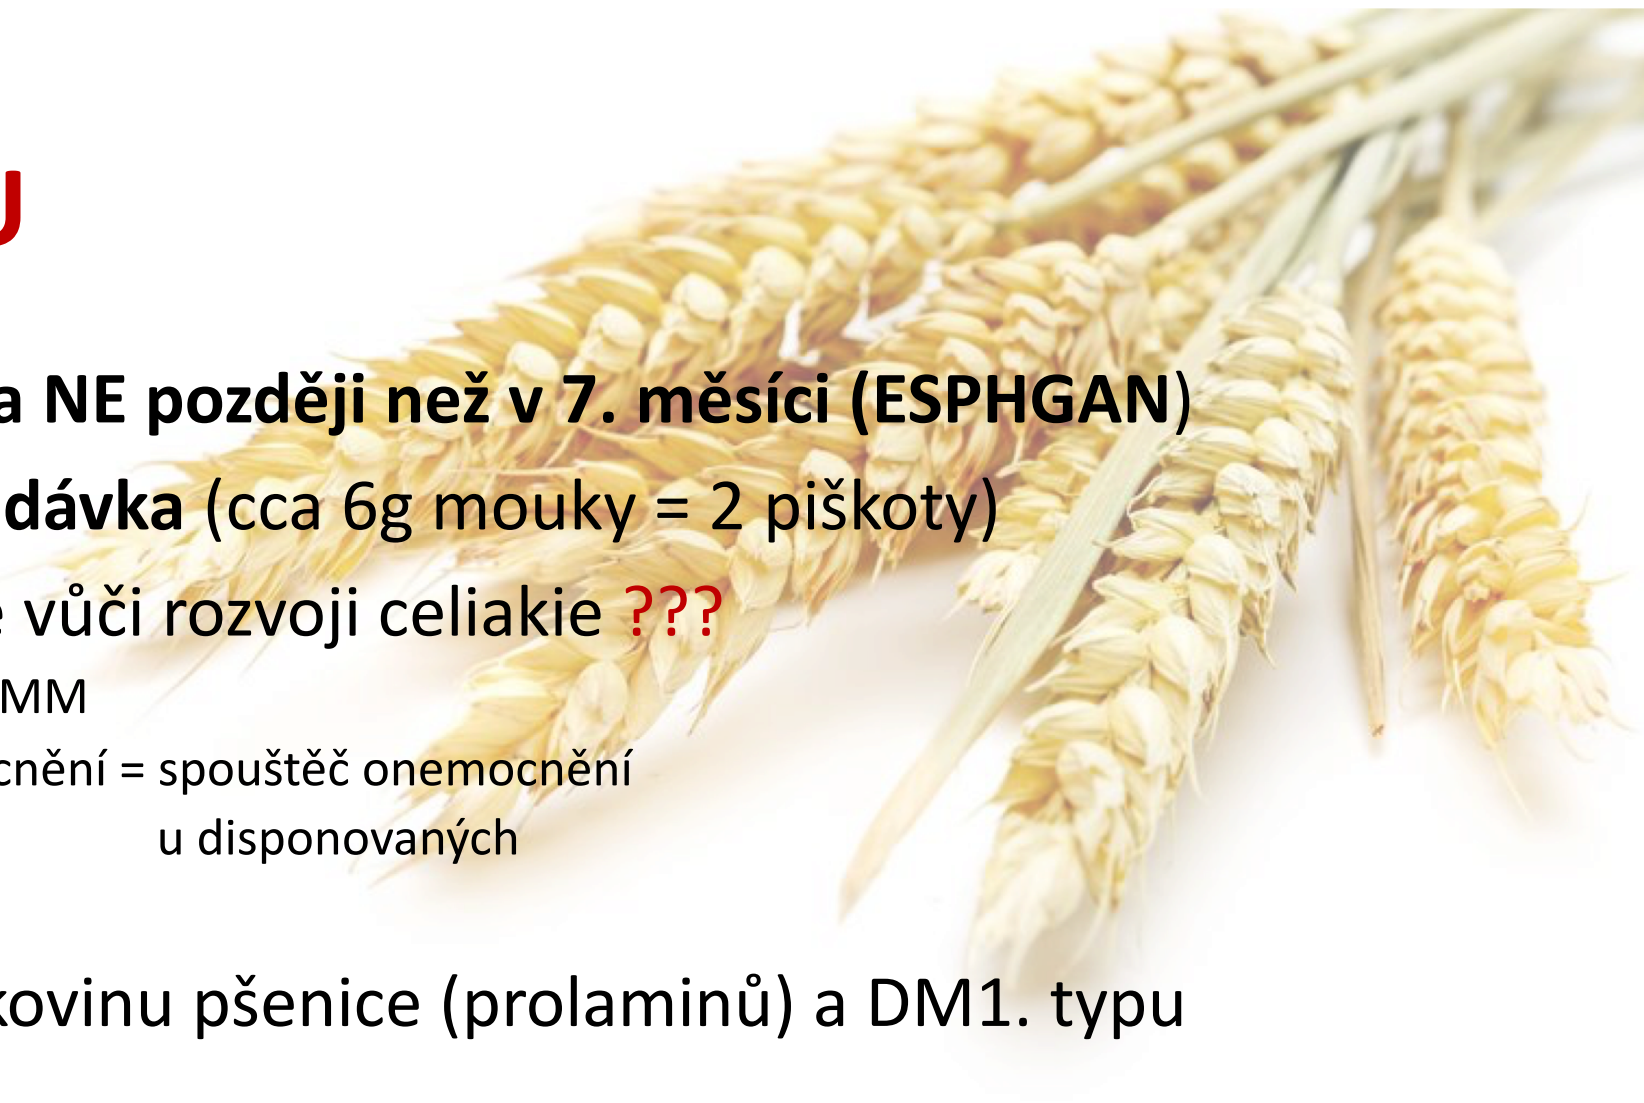 U
a NE později než v 7. měsíci (ESPHGAN)
dávka (cca 6g mouky = 2 piškoty)
e vůči rozvoji celiakie ???
MM
cnění = spouštěč onemocnění
u disponovaných
kovinu pšenice (prolaminů) a DM1. typu